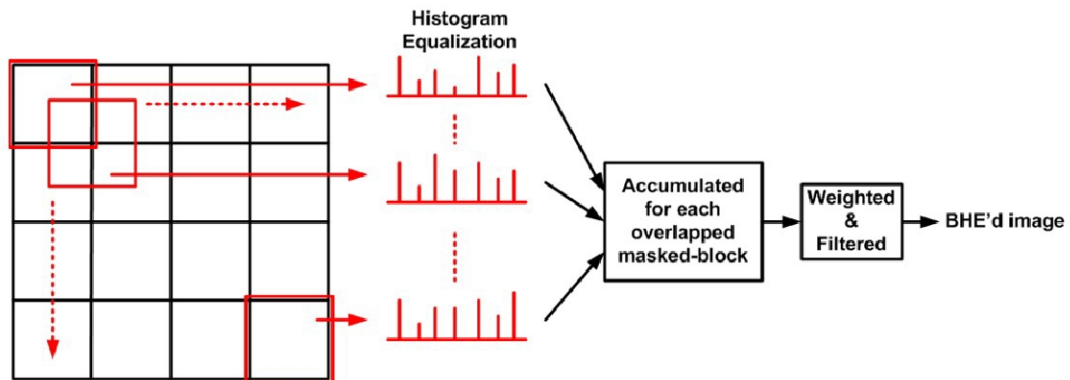 Histogram
Equalization
Accumulated
for each
overlapped
masked-block
Weighted
&
Filtered
BHE'd image